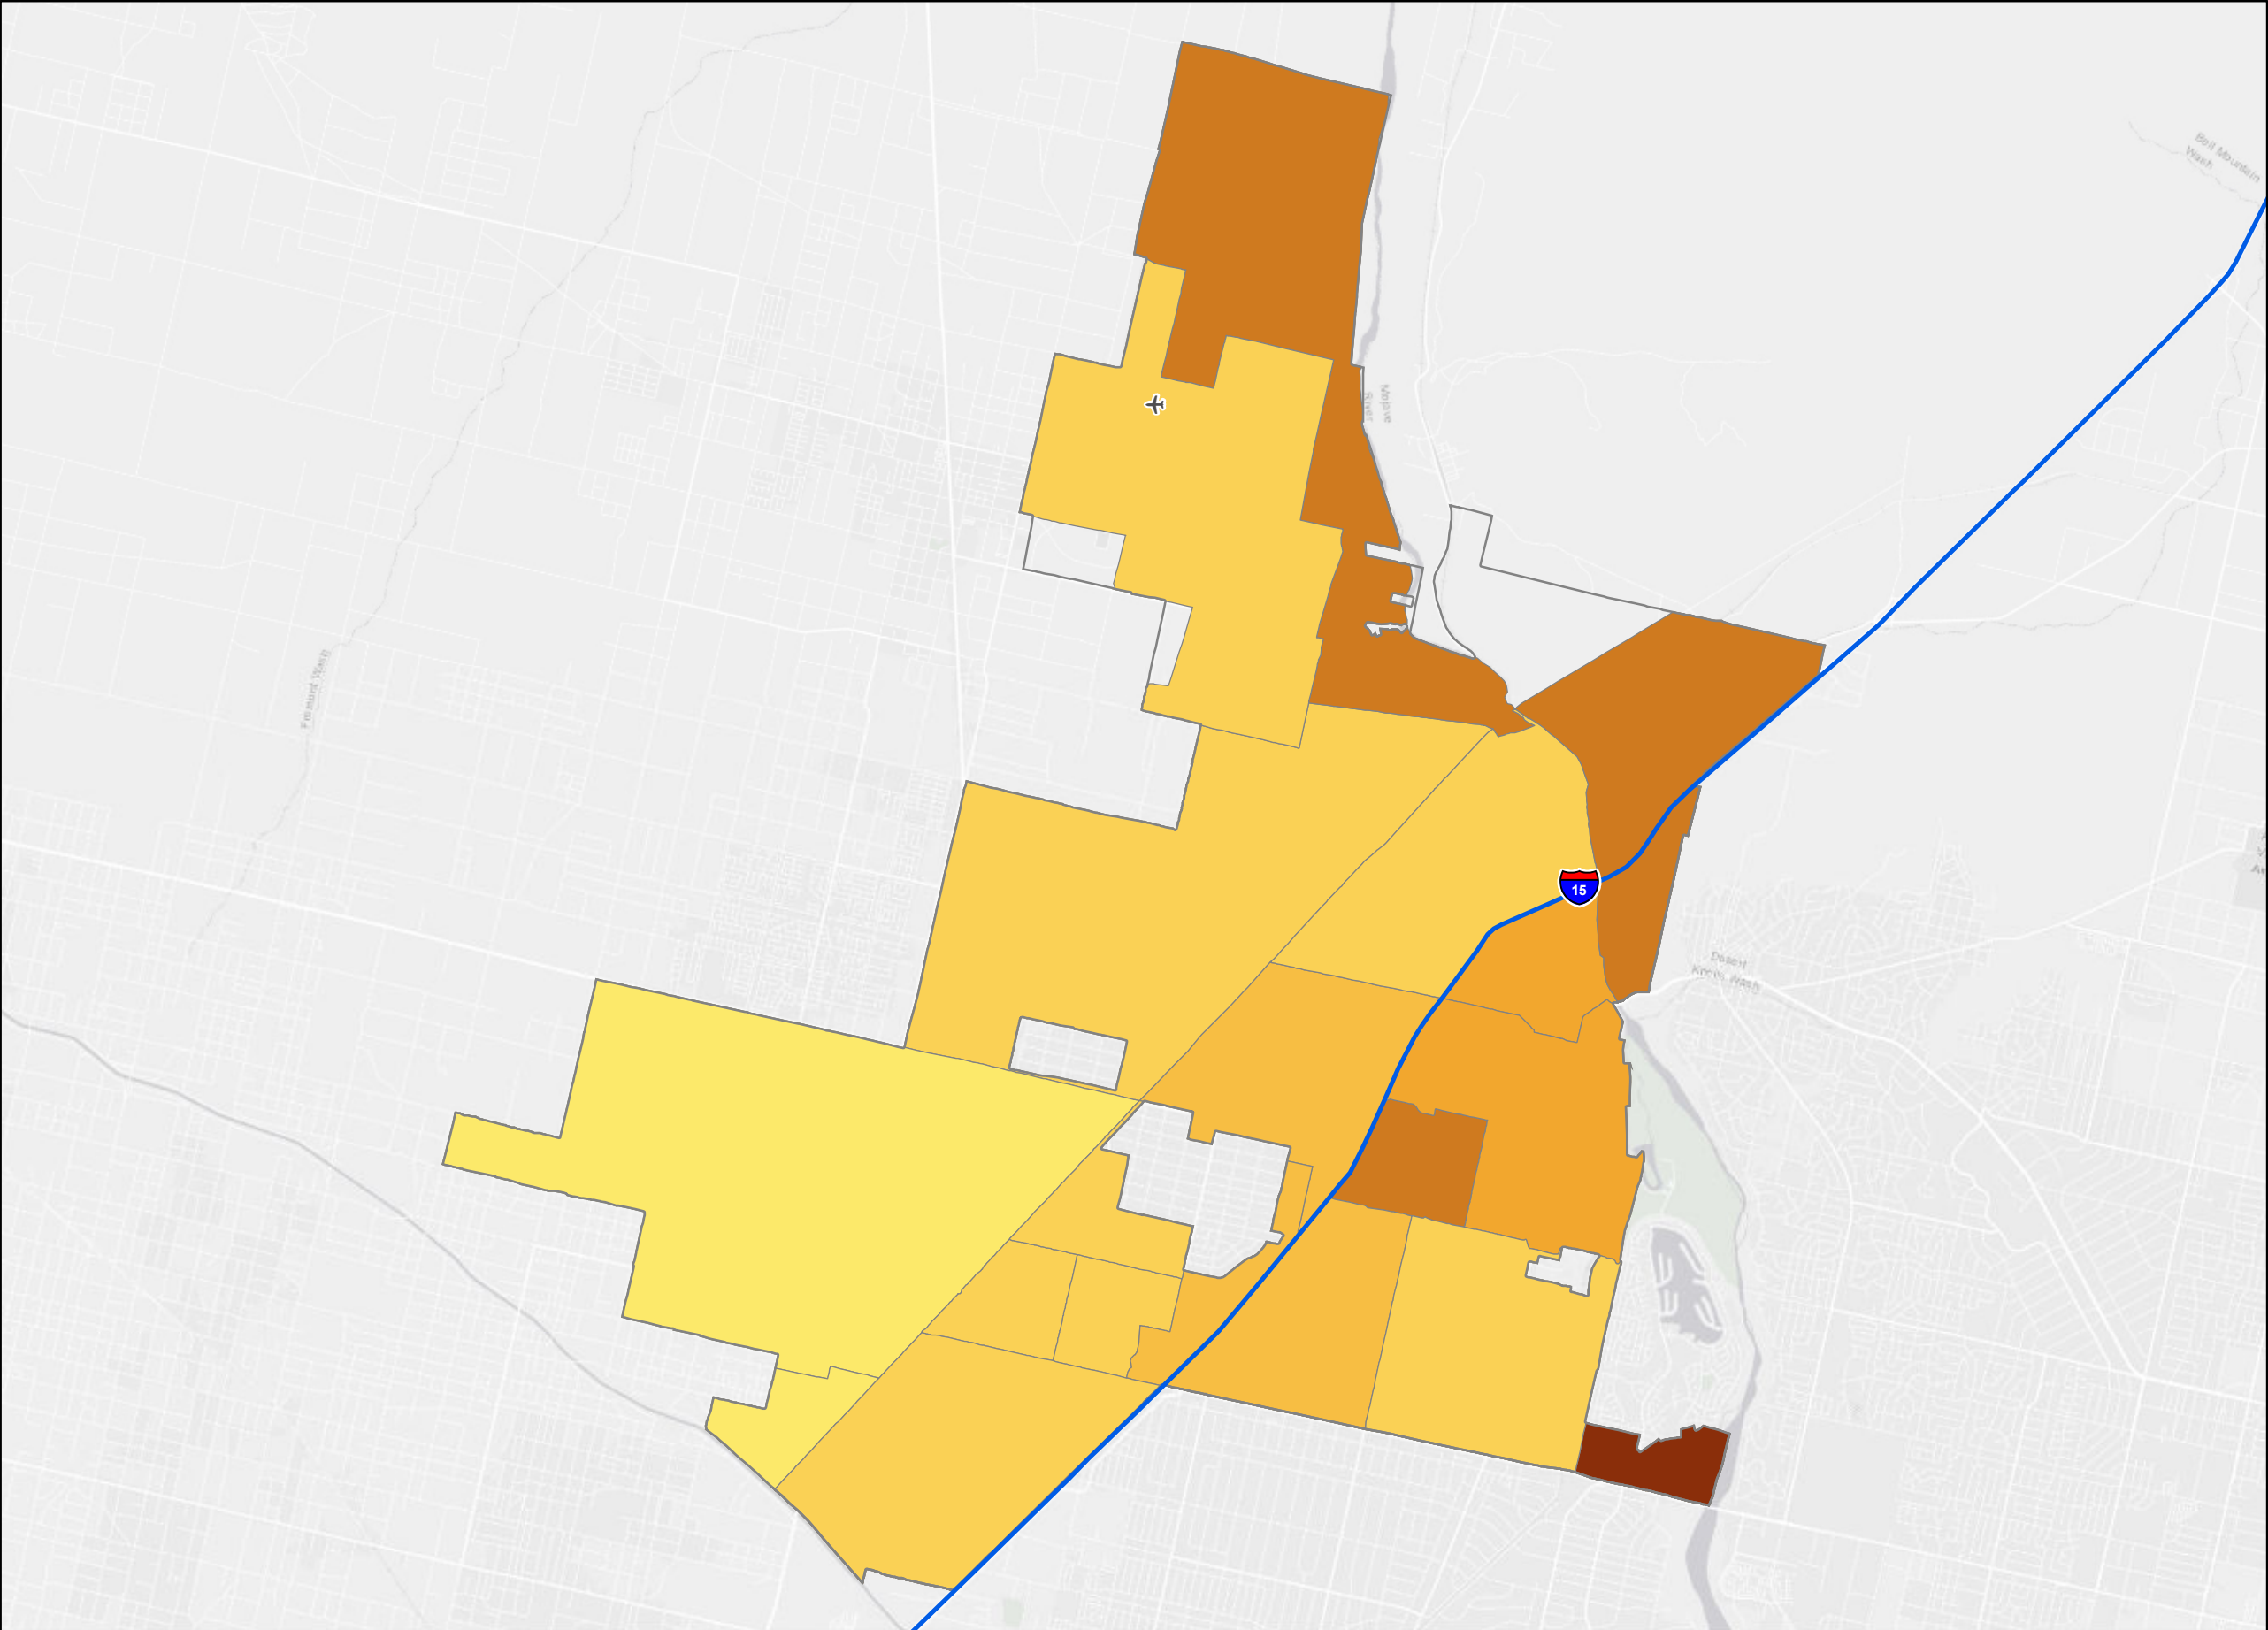 Bell Mountain
Wash
Mojave
River
Fremont Wash
15
Desert
Knolls Wash